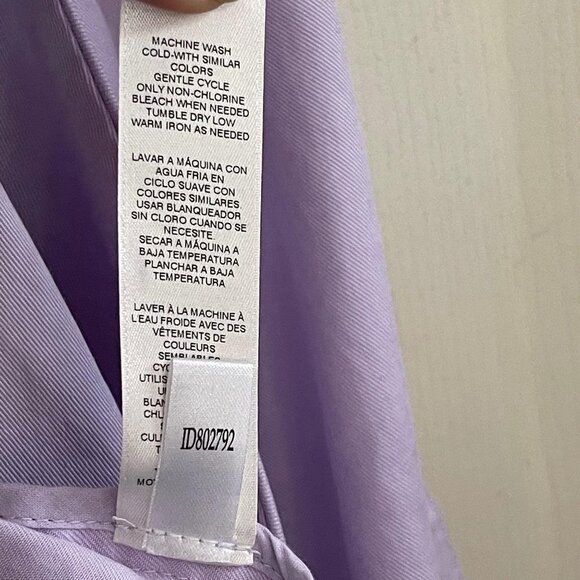 MACHINE WASH
COLD-WITH SIMILAR
COLORS
GENTLE CYCLE
ONLY NON-CHLORINE
BLEACH WHEN NEEDED
TUMBLE DRY LOW
WARM IRON AS NEEDED
LAVAR A MÁQUINA CON
AGUA FRIA EN
CICLO SUAVE CON
COLORES SIMILARES.
USAR BLANQUEADOR
SIN CLORO CUANDO SE
NECESITE.
SECAR A MÁQUINA A
BAJA TEMPERATURA
PLANCHAR A BAJA
TEMPERATURA
LAVER À LA MACHINE À
L'EAU FROIDE AVEC DES
VÊTEMENTS DE
COULEURS
SEMBLABLES
ID802792